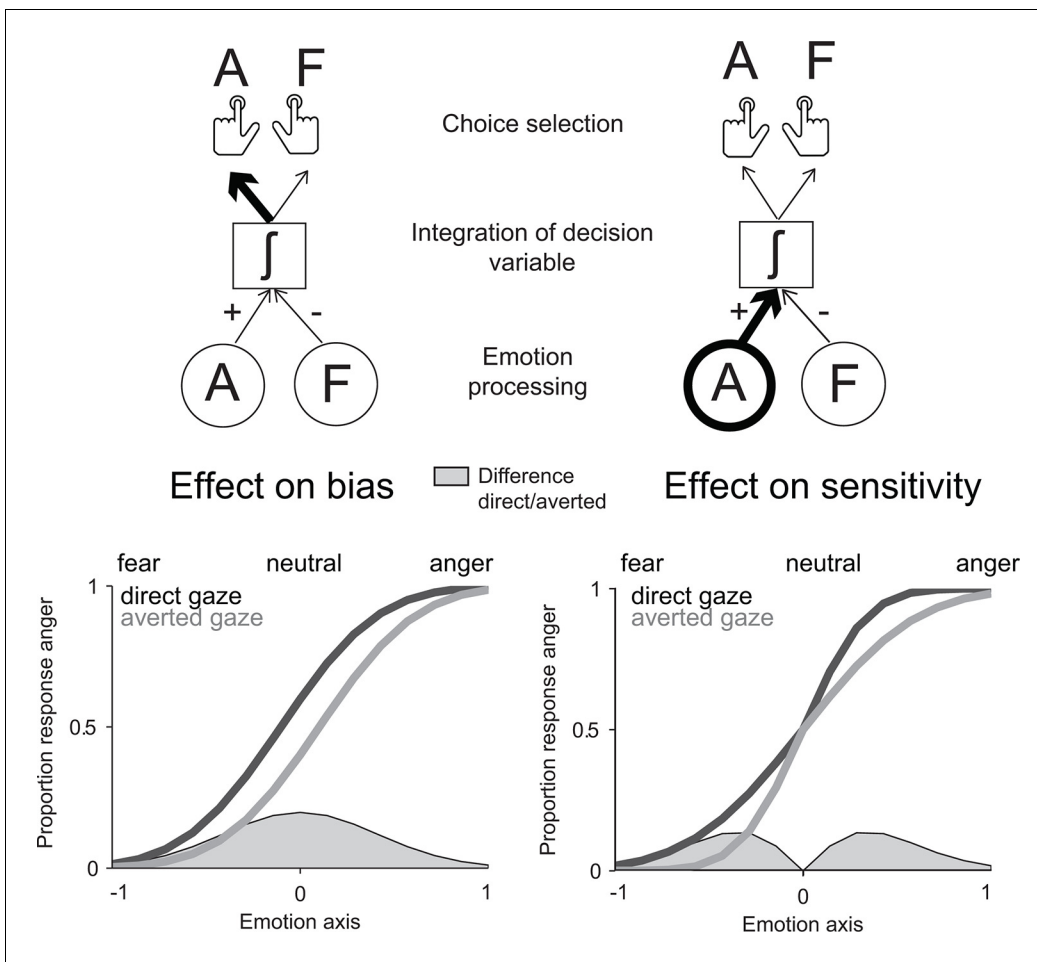 A F
A F
Choice selection
∫
Integration of decision
variable
∫
+ -
+ -
A F
Emotion
processing
A F
Effect on bias
Difference
direct/averted
Effect on sensitivity
fear neutral anger
1
direct gaze
averted gaze
Proportion response anger
0.5
0
-1 0 1
Emotion axis
fear neutral anger
1
direct gaze
averted gaze
Proportion response anger
0.5
0
-1 0 1
Emotion axis